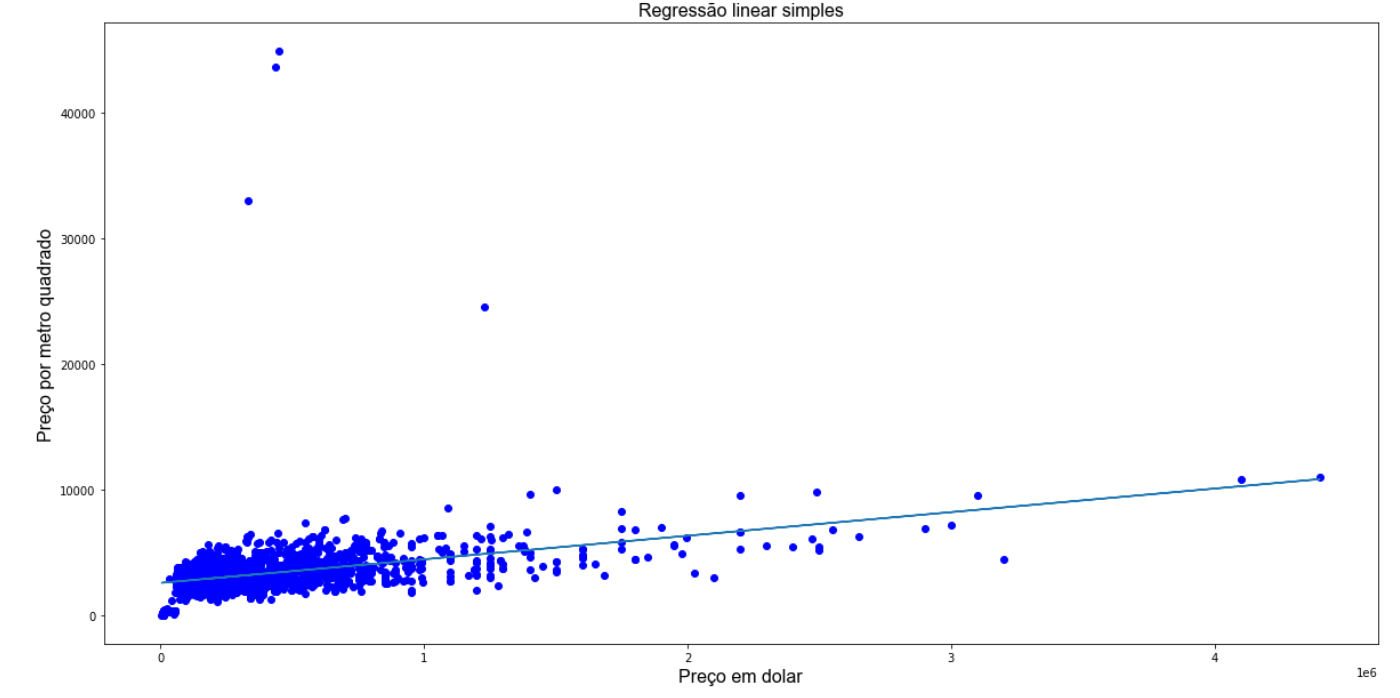 Regressão linear simples
Preço por metro quadrado
40000
30000
20000
10000
0
0 1 2 3 4
1e6
Preço em dolar